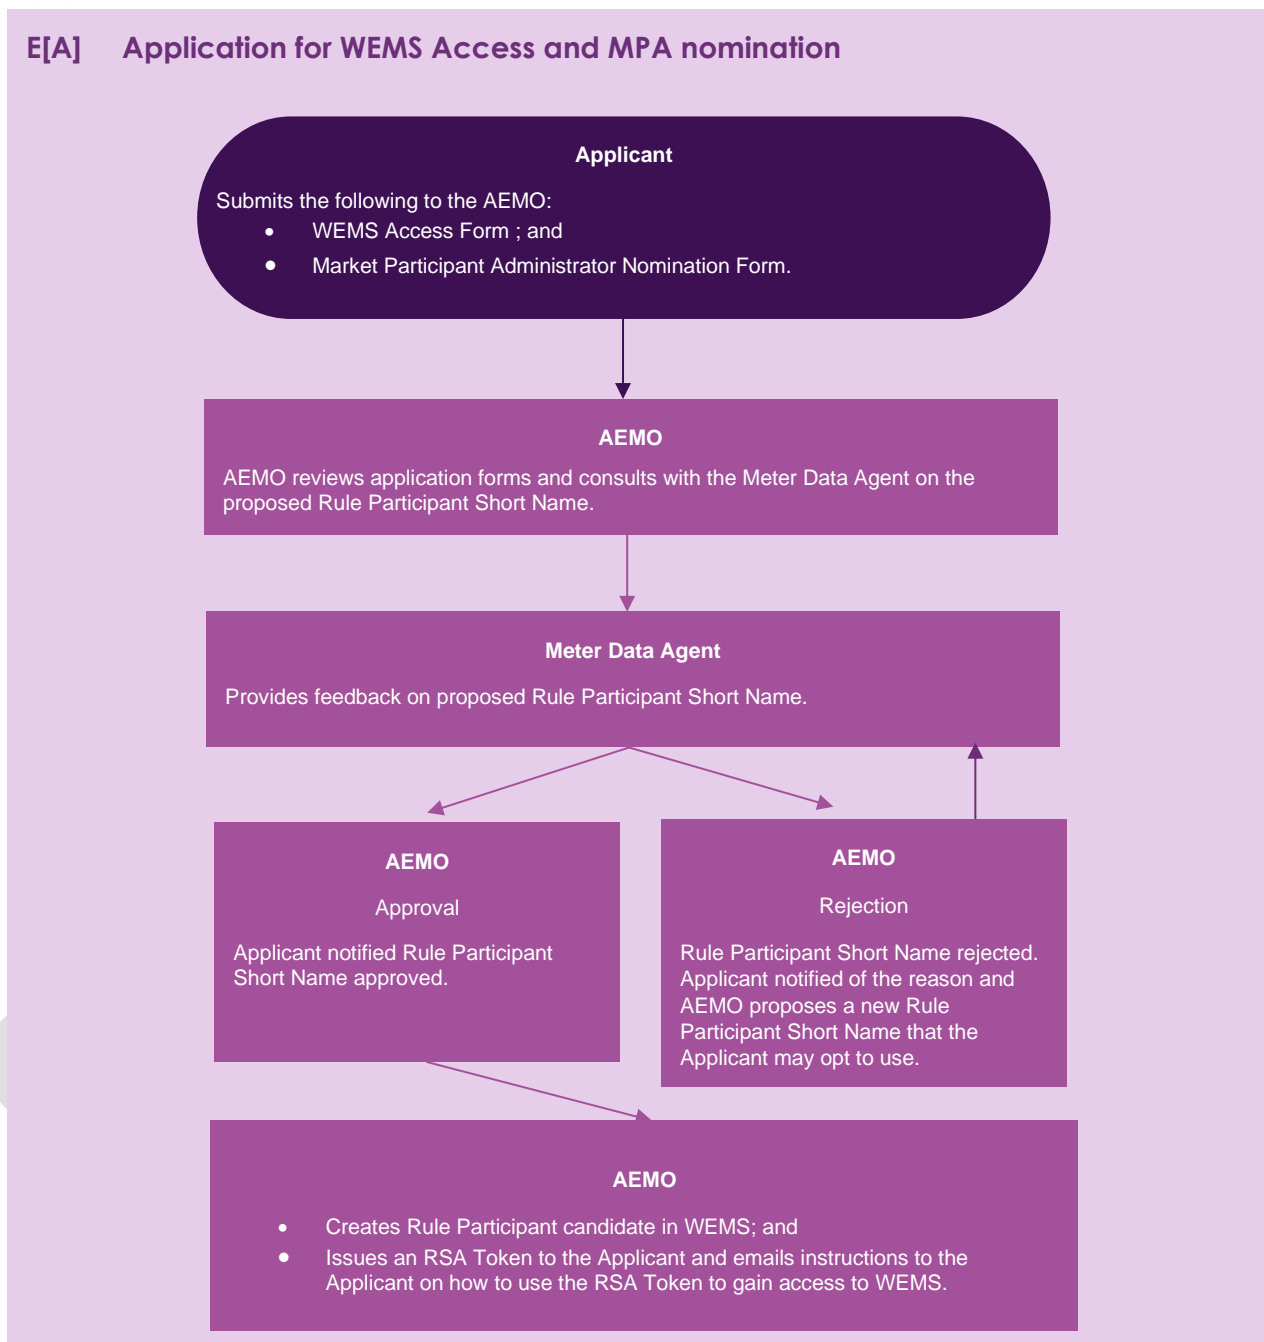 E[A] Application for WEMS Access and MPA nomination
Applicant
Submits the following to the AEMO:
• WEMS Access Form ; and
• Market Participant Administrator Nomination Form.
AEMO
AEMO reviews application forms and consults with the Meter Data Agent on the
proposed Rule Participant Short Name.
Meter Data Agent
Provides feedback on proposed Rule Participant Short Name.
AEMO
Approval
Applicant notified Rule Participant
Short Name approved.
AEMO
Rejection
Rule Participant Short Name rejected.
Applicant notified of the reason and
AEMO proposes a new Rule
Participant Short Name that the
Applicant may opt to use.
AEMO
• Creates Rule Participant candidate in WEMS; and
• Issues an RSA Token to the Applicant and emails instructions to the
Applicant on how to use the RSA Token to gain access to WEMS.